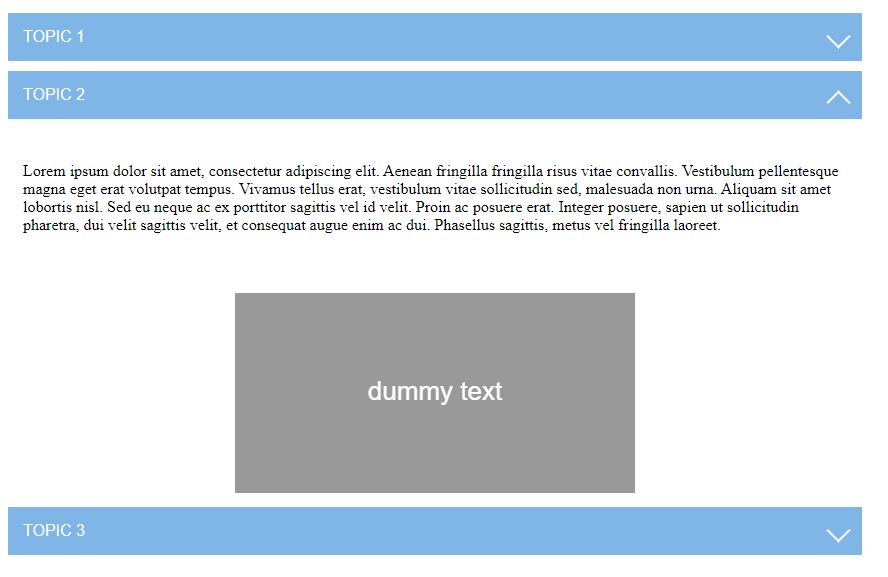 TOPIC 1
TOPIC 2
Lorem ipsum dolor sit amet, consectetur adipiscing elit. Aenean fringilla fringilla risus vitae convallis. Vestibulum pellentesque
magna eget erat volutpat tempus. Vivamus tellus erat, vestibulum vitae sollicitudin sed, malesuada non urna. Aliquam sit amet
lobortis nisl. Sed eu neque ac ex porttitor sagittis vel id velit. Proin ac posuere erat. Integer posuere, sapien ut sollicitudin
pharetra, dui velit sagittis velit, et consequat augue enim ac dui. Phasellus sagittis, metus vel fringilla laoreet.
dummy text
TOPIC 3